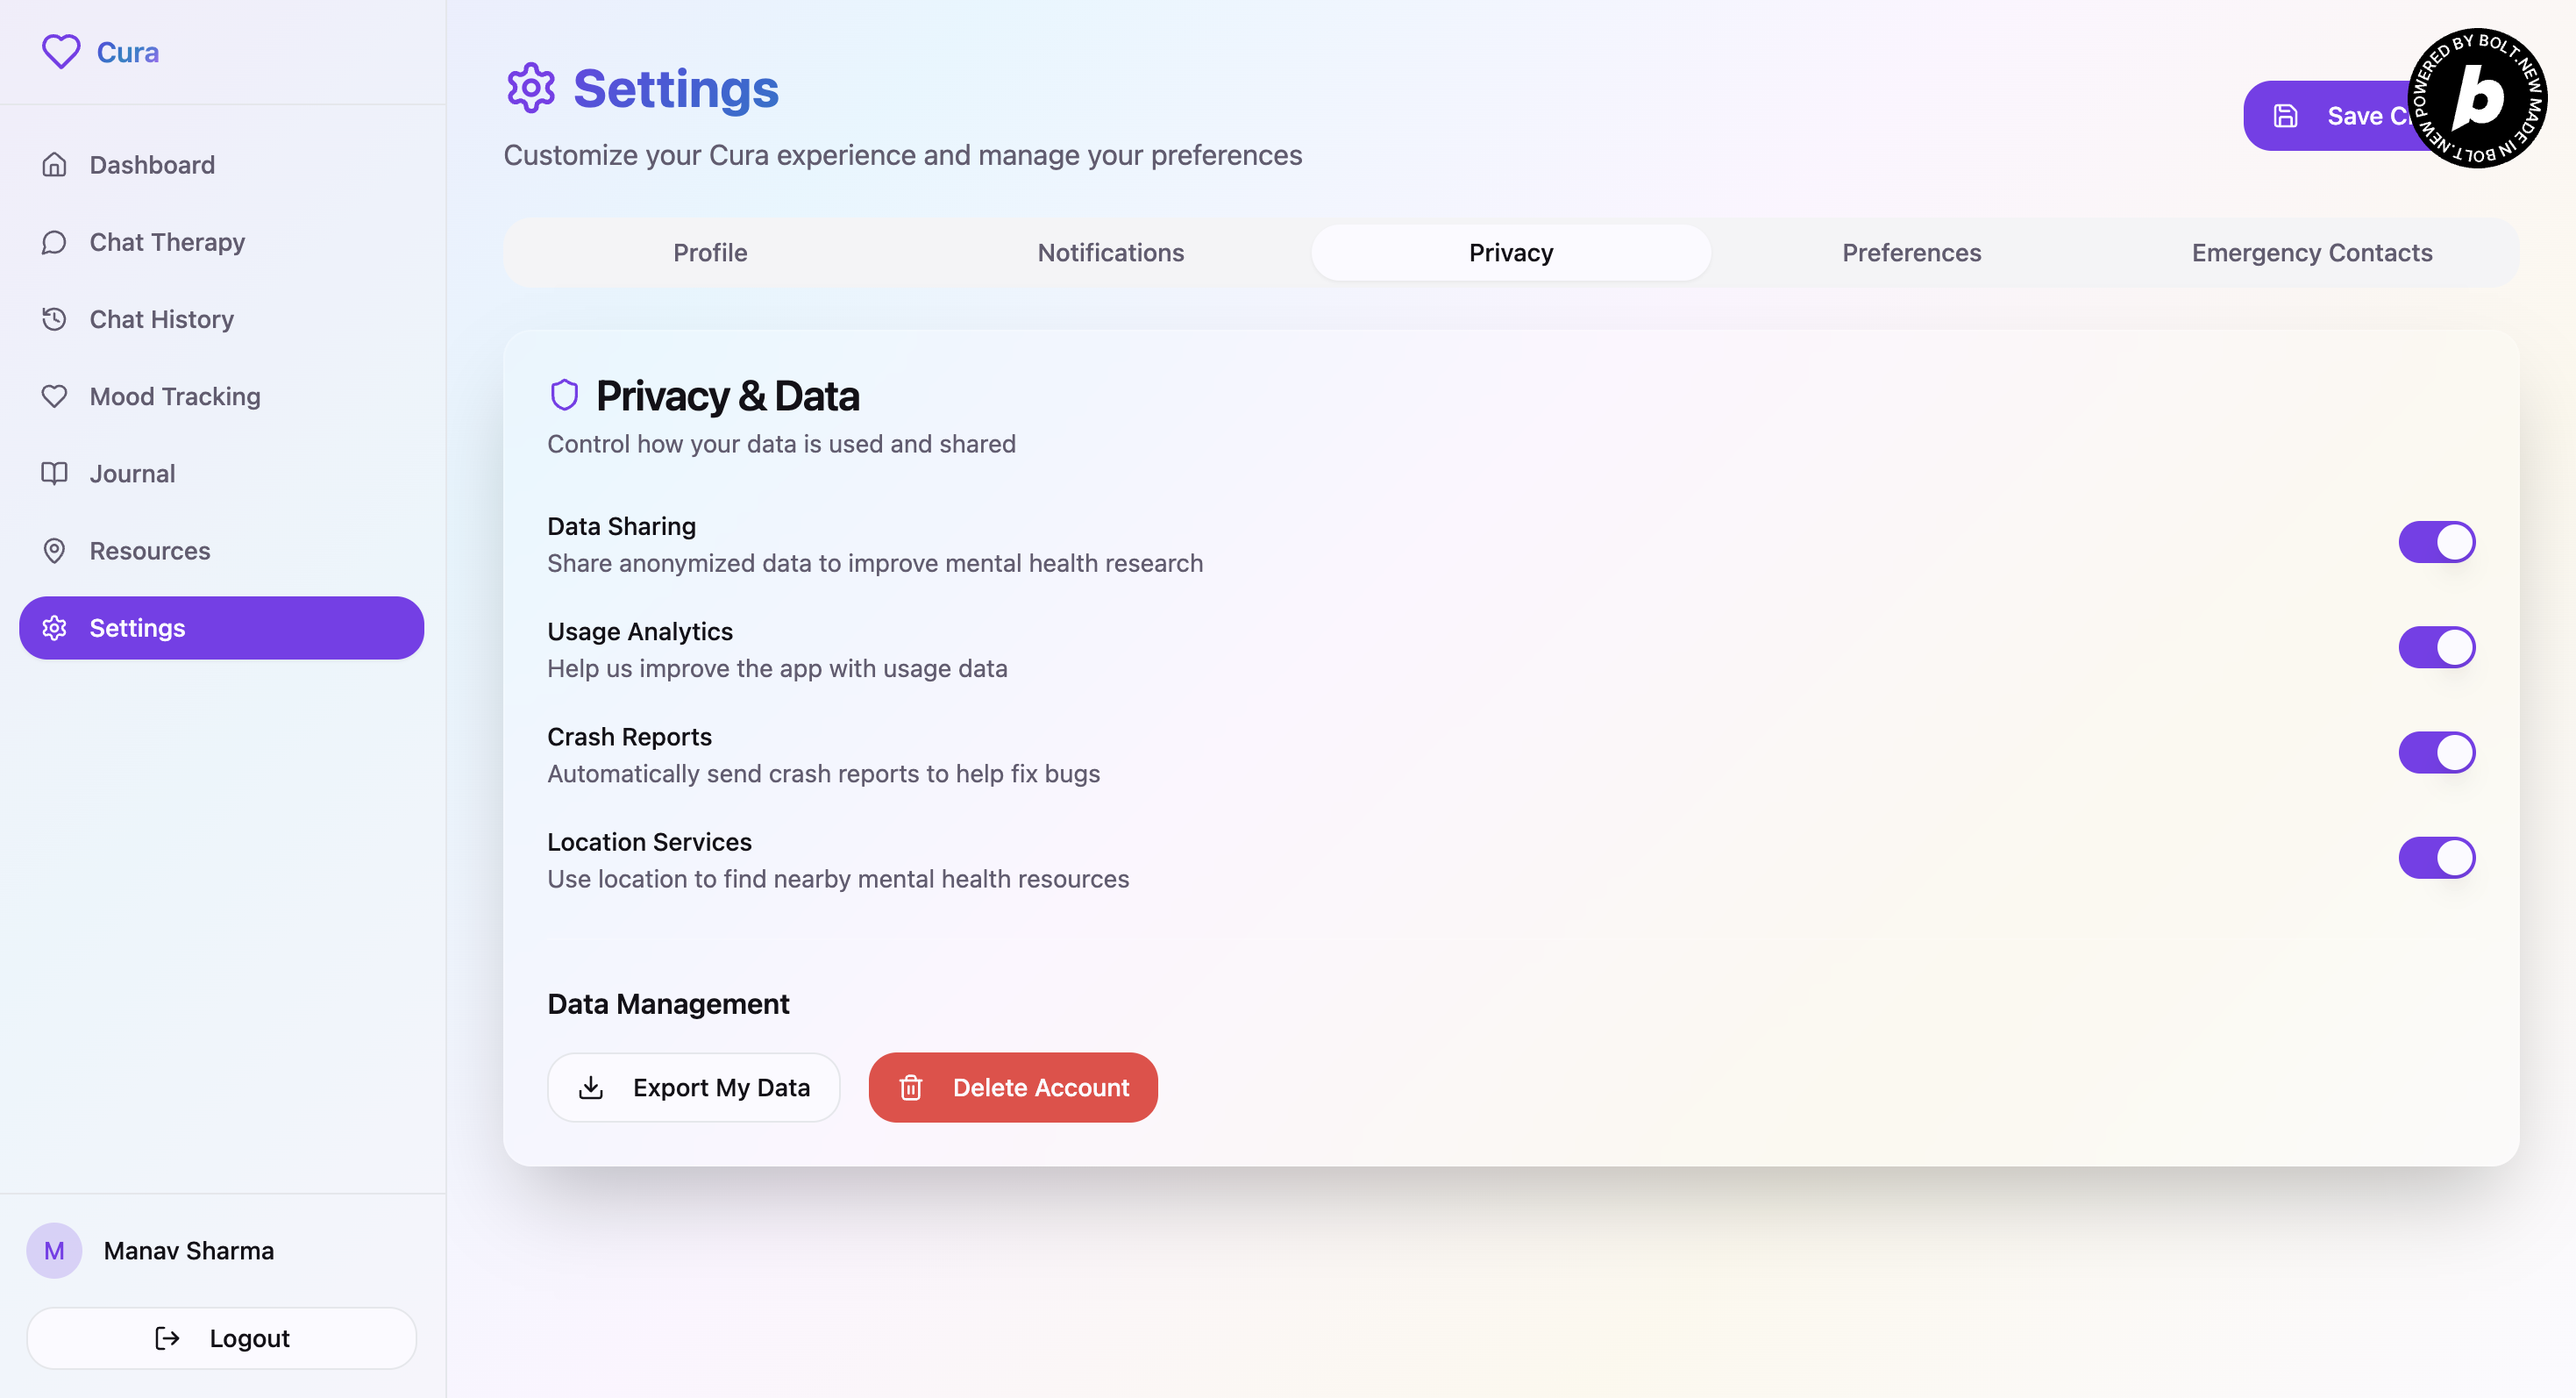 Cura
Dashboard
Chat Therapy
Chat History
Mood Tracking
Journal
Resources
Settings
Manav Sharma
Logout
Settings
Customize your Cura experience and manage your preferences
Save
POWERED BY BOLT.NEW MADE IN BOLT.NEW
b
Profile
Notifications
Privacy
Preferences
Emergency Contacts
Privacy & Data
Control how your data is used and shared
Data Sharing
Share anonymized data to improve mental health research
Usage Analytics
Help us improve the app with usage data
Crash Reports
Automatically send crash reports to help fix bugs
Location Services
Use location to find nearby mental health resources
Data Management
Export My Data
Delete Account
M